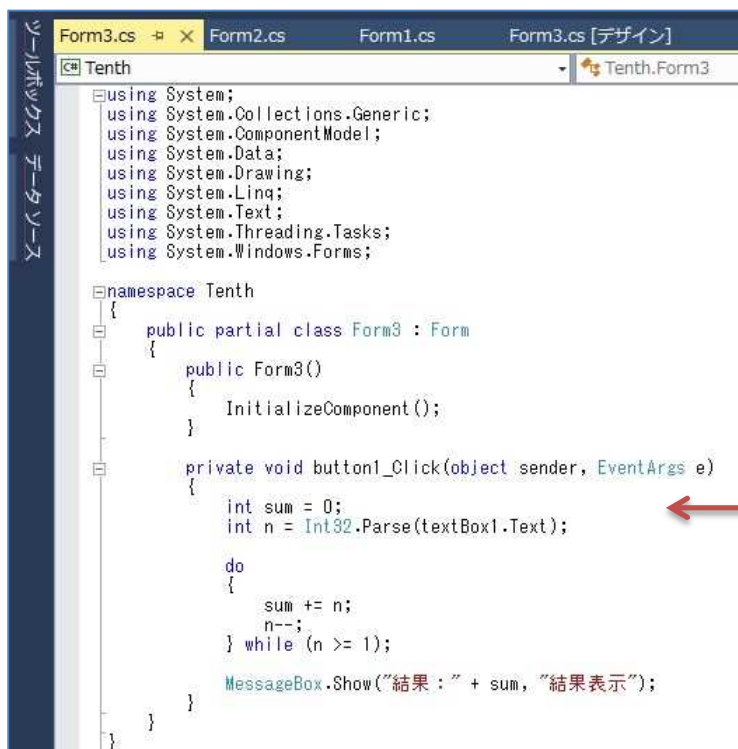 ツールボックス データ ソース
Form3.cs Form2.cs Form1.cs Form3.cs [デザイン]
C# Tenth Tenth.Form3
using System;
using System.Collections.Generic;
using System.ComponentModel;
using System.Data;
using System.Drawing;
using System.Linq;
using System.Text;
using System.Threading.Tasks;
using System.Windows.Forms;
namespace Tenth
{
public partial class Form3 : Form
{
public Form3()
{
InitializeComponent();
}
private void button1_Click(object sender, EventArgs e)
{
int sum = 0;
int n = Int32.Parse(textBox1.Text);
do
{
sum += n;
n--;
} while (n >= 1);
MessageBox.Show("結果：" + sum, "結果表示");
}
}
}